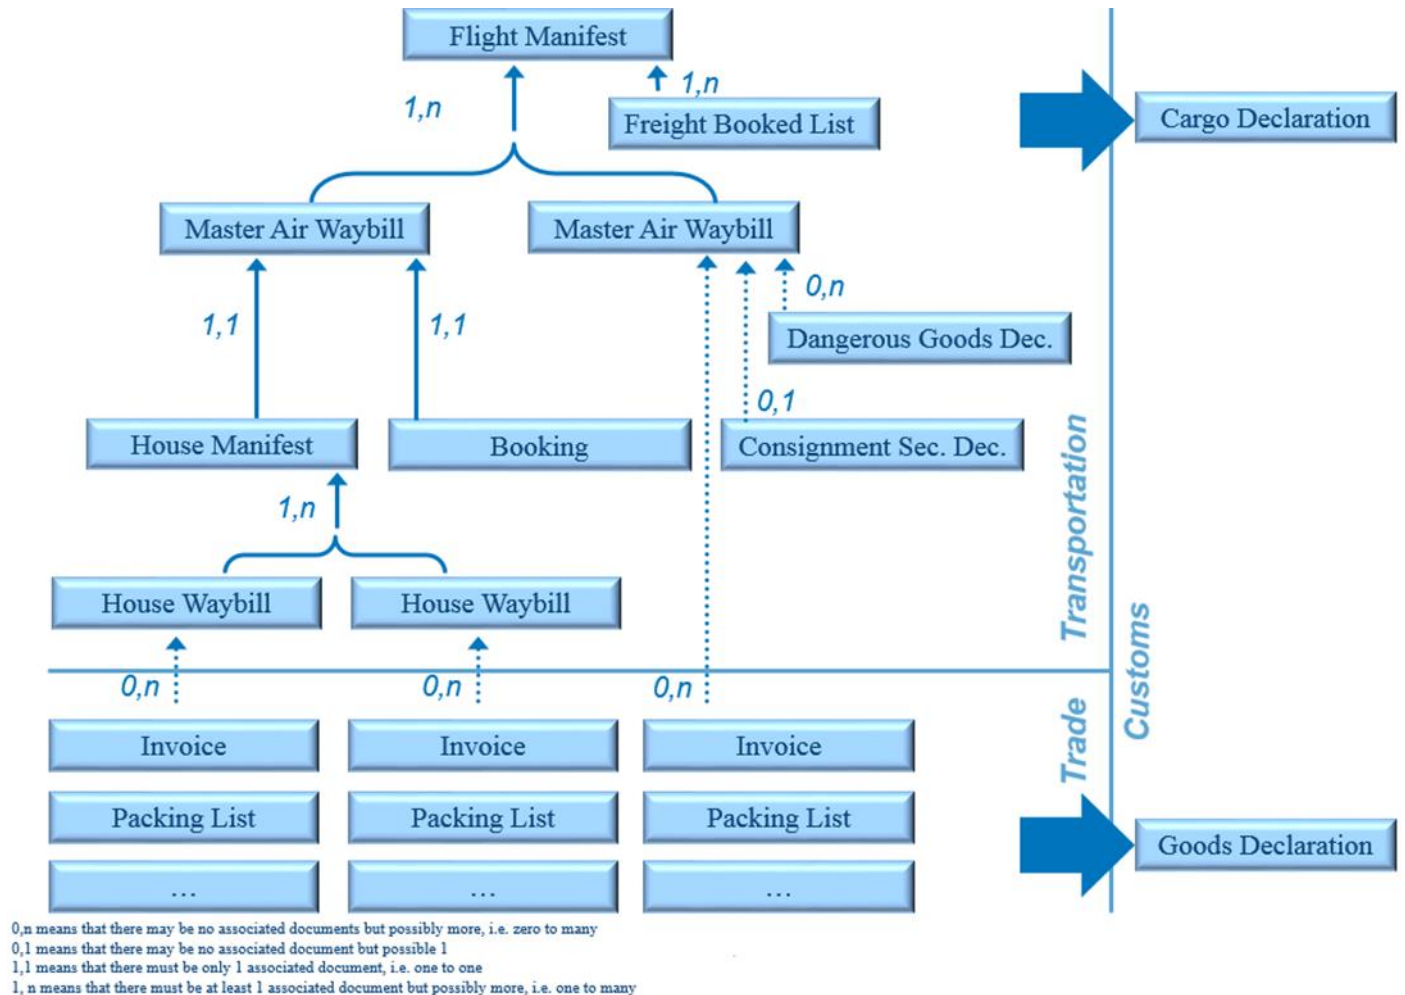 Flight Manifest
1,n
1,n
Freight Booked List
Cargo Declaration
Master Air Waybill
Master Air Waybill
0,n
1,1
1,1
Dangerous Goods Dec.
0,1
House Manifest
Booking
Consignment Sec. Dec.
Transportation
1,n
House Waybill
House Waybill
Customs
0,n
0,n
0,n
Trade
Invoice
Invoice
Invoice
Packing List
Packing List
Packing List
Goods Declaration
...
...
...
0,n means that there may be no associated documents but possibly more, i.e. zero to many
0,1 means that there may be no associated document but possible 1
1,1 means that there must be only 1 associated document, i.e. one to one
1, n means that there must be at least 1 associated document but possibly more, i.e. one to many